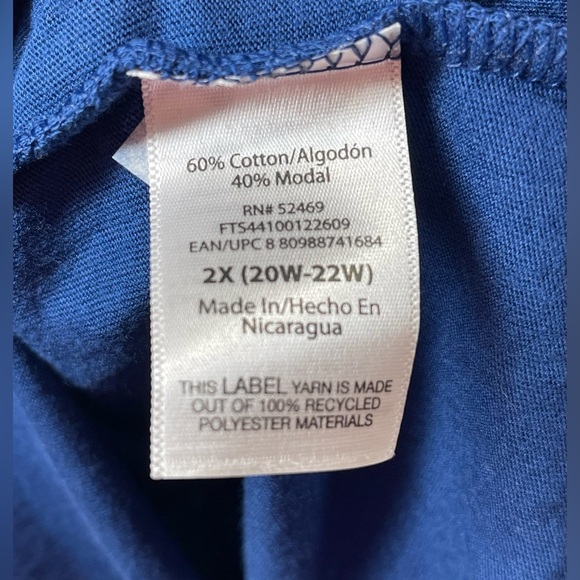 60% Cotton/Algodón
40% Modal
RN# 52469
FTS44100122609
EAN/UPC 8 80988741684
2X (20W-22W)
Made In/Hecho En
Nicaragua
THIS LABEL YARN IS MADE
OUT OF 100% RECYCLED
POLYESTER MATERIALS